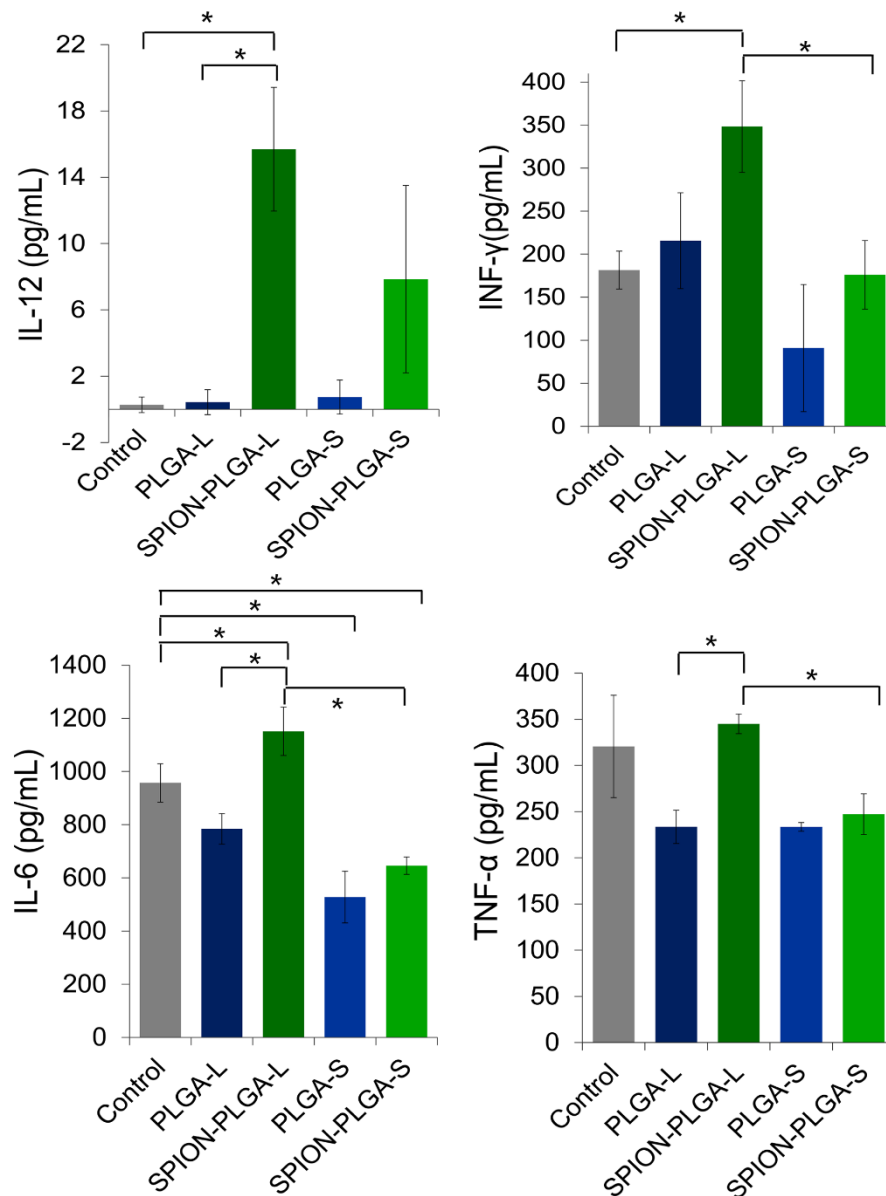 *
*
22
18
14
10
6
2
-2
IL-12 (pg/mL)
Control
PLGA-L
SPION-PLGA-L
PLGA-S
SPION-PLGA-S
*
*
400
350
300
250
200
150
100
50
0
INF-γ(pg/mL)
Control
PLGA-L
SPION-PLGA-L
PLGA-S
SPION-PLGA-S
*
*
*
*
*
1400
1200
1000
800
600
400
200
0
IL-6 (pg/mL)
Control
PLGA-L
SPION-PLGA-L
PLGA-S
SPION-PLGA-S
*
*
400
350
300
250
200
150
100
50
0
TNF-α (pg/mL)
Control
PLGA-L
SPION-PLGA-L
PLGA-S
SPION-PLGA-S